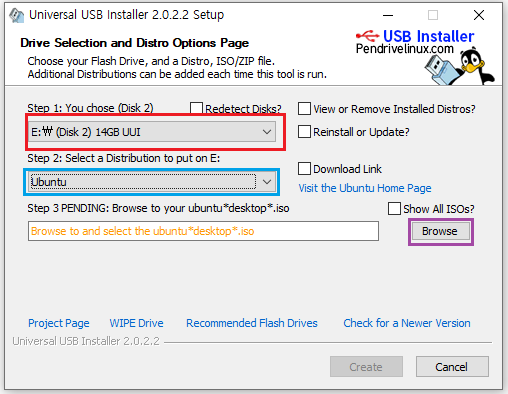 Universal USB Installer 2.0.2.2 Setup
Drive Selection and Distro Options Page
Choose your Flash Drive, and a Distro, ISO/ZIP file.
Additional Distributions can be added each time this tool is run.
USB Installer
Pendrivelinux.com
Step 1: You chose (Disk 2) Redetect Disks? View or Remove Installed Distros?
E:₩ (Disk 2) 14GB UUI Reinstall or Update?
Step 2: Select a Distribution to put on E: Download Link
Ubuntu Visit the Ubuntu Home Page
Step 3 PENDING: Browse to your ubuntu*desktop*.iso Show All ISOs?
Browse to and select the ubuntu*desktop*.iso Browse
Project Page WIPE Drive Recommended Flash Drives Check for a Newer Version
Universal USB Installer 2.0.2.2
Create Cancel